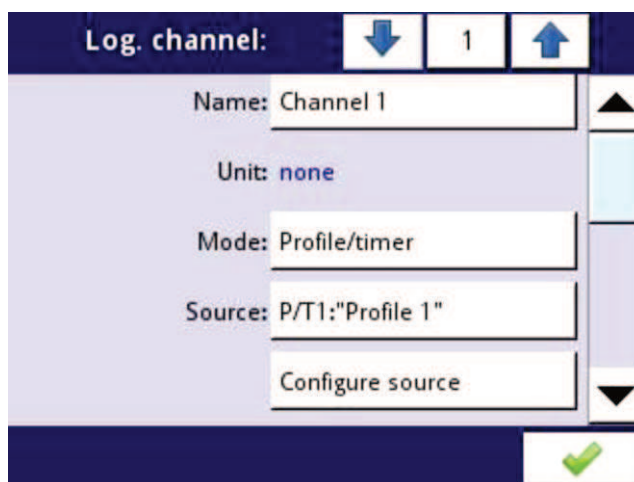 Log. channel: 1
Name: Channel 1
Unit: none
Mode: Profile/timer
Source: P/T1:"Profile 1"
Configure source